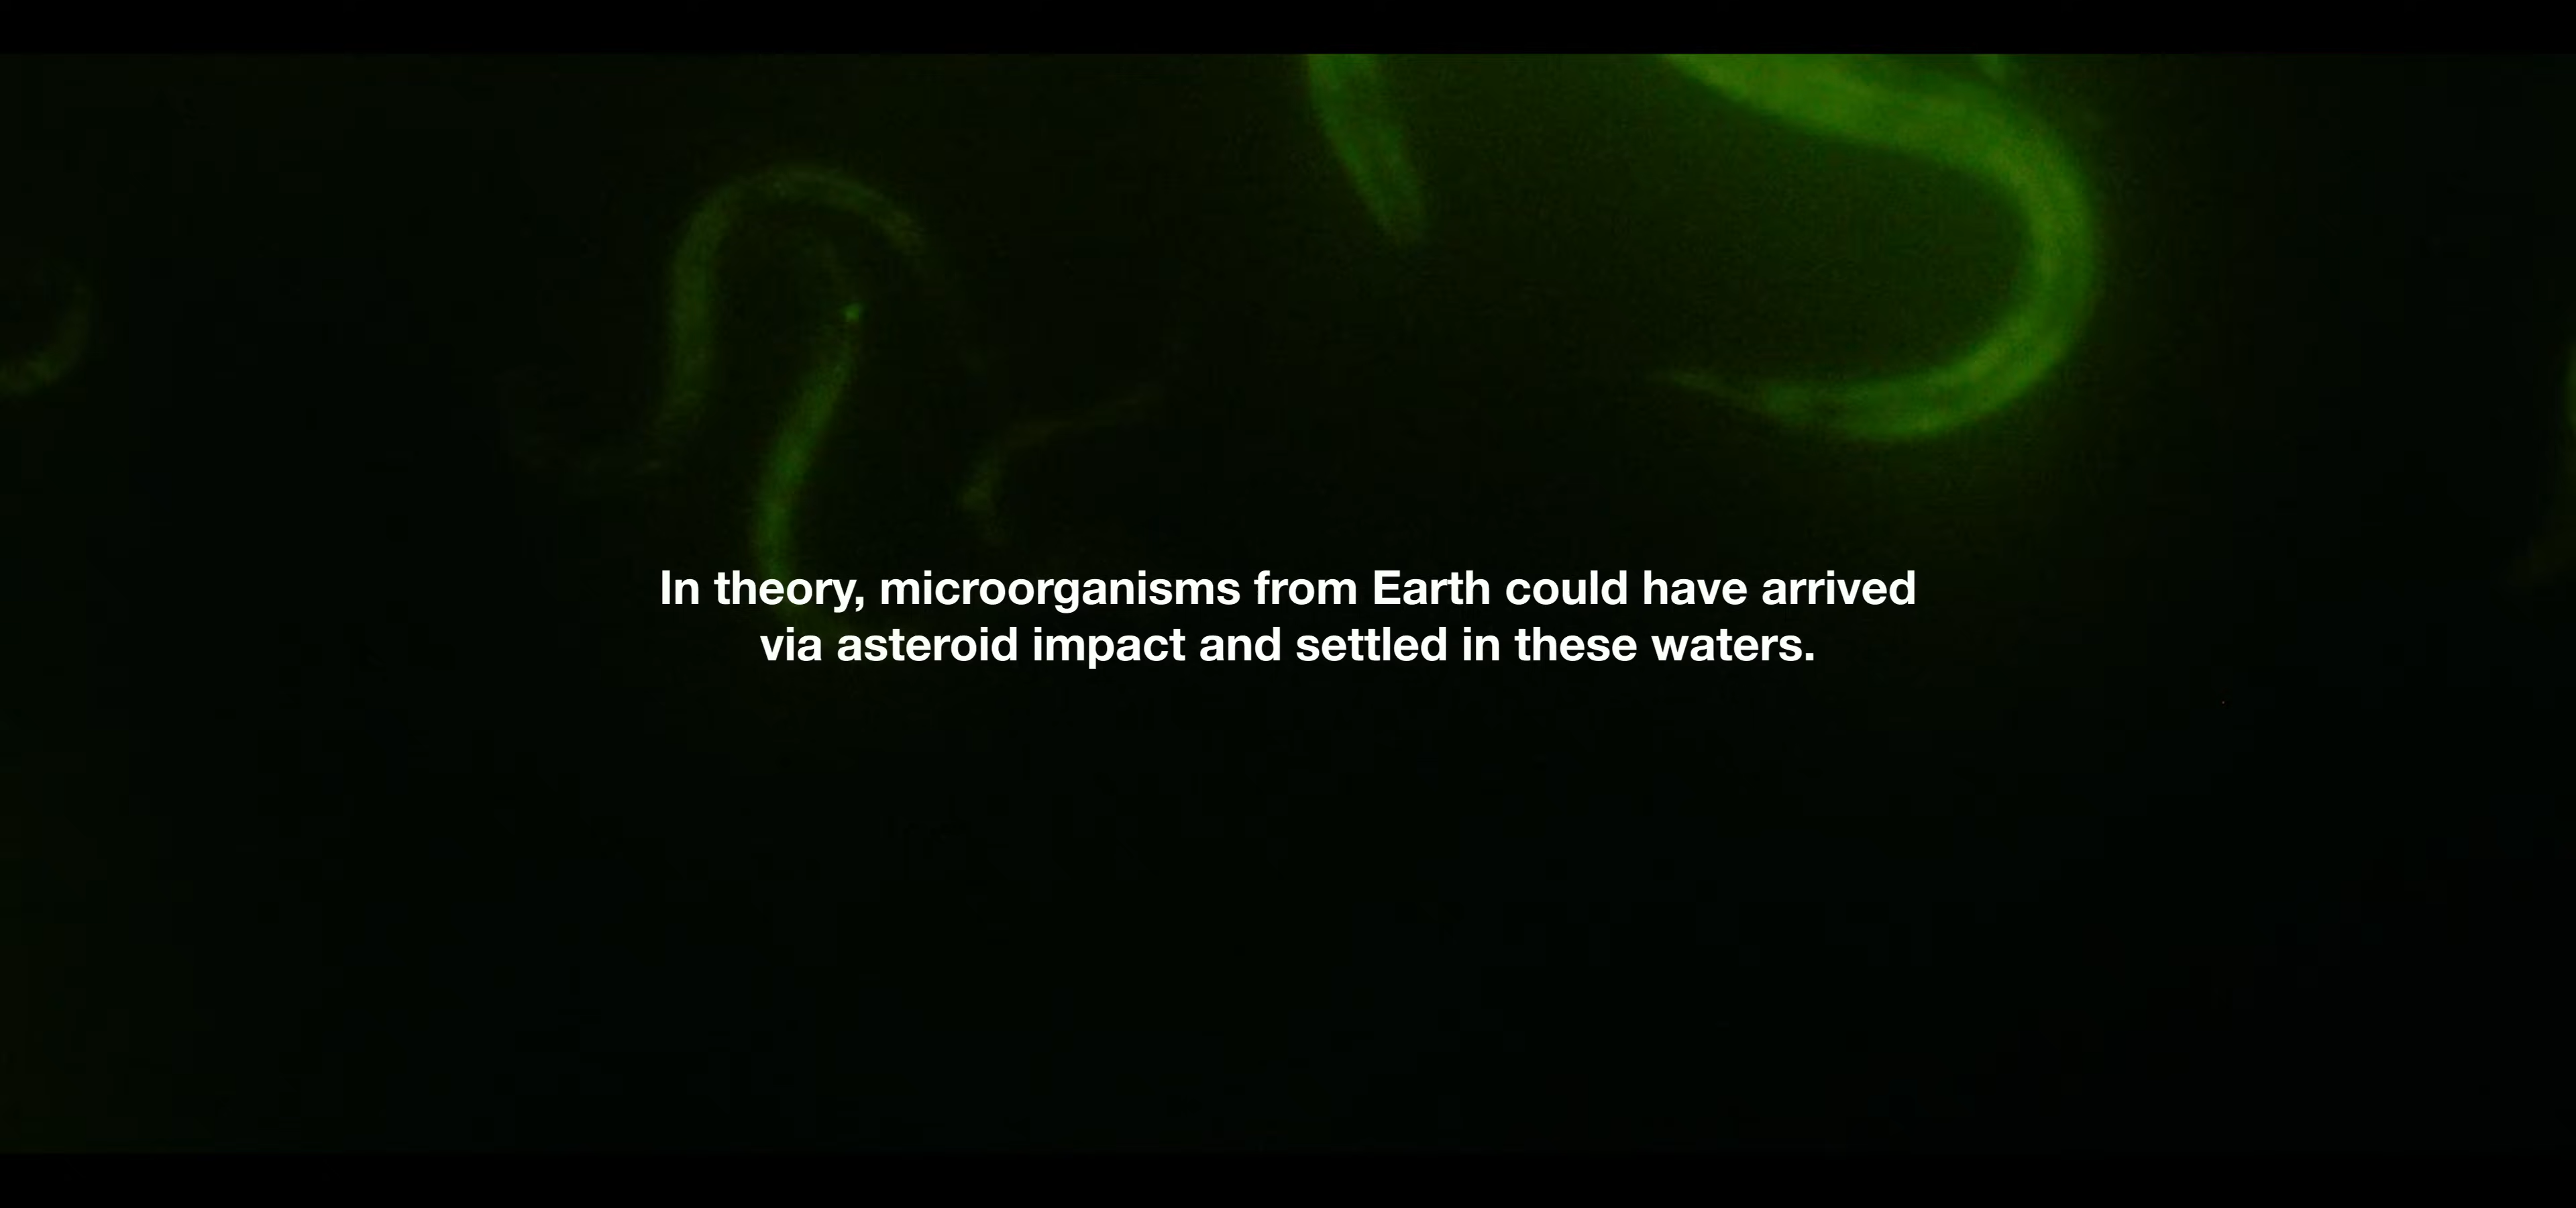 In theory, microorganisms from Earth could have arrived
via asteroid impact and settled in these waters.